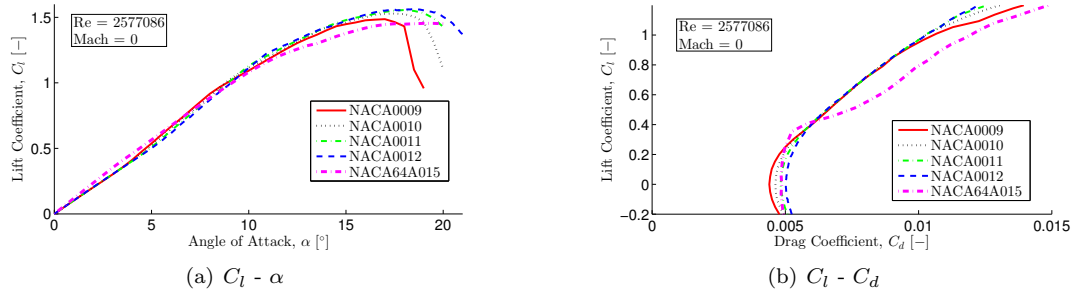 Re = 2577086
Mach = 0
Lift Coefficient, C_l [−]
1.5
1
0.5
0
0
5
10
15
20
Angle of Attack, α [°]
NACA0009
NACA0010
NACA0011
NACA0012
NACA64A015
(a) C_l - α
Re = 2577086
Mach = 0
Lift Coefficient, C_l [−]
1
0.8
0.6
0.4
0.2
0
−0.2
0
0.005
0.01
0.015
Drag Coefficient, C_d [−]
NACA0009
NACA0010
NACA0011
NACA0012
NACA64A015
(b) C_l - C_d